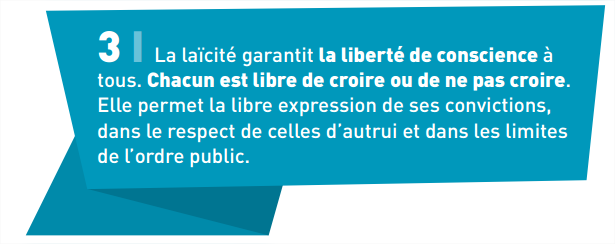 3 | La laïcité garantit la liberté de conscience à
tous. Chacun est libre de croire ou de ne pas croire.
Elle permet la libre expression de ses convictions,
dans le respect de celles d’autrui et dans les limites
de l’ordre public.